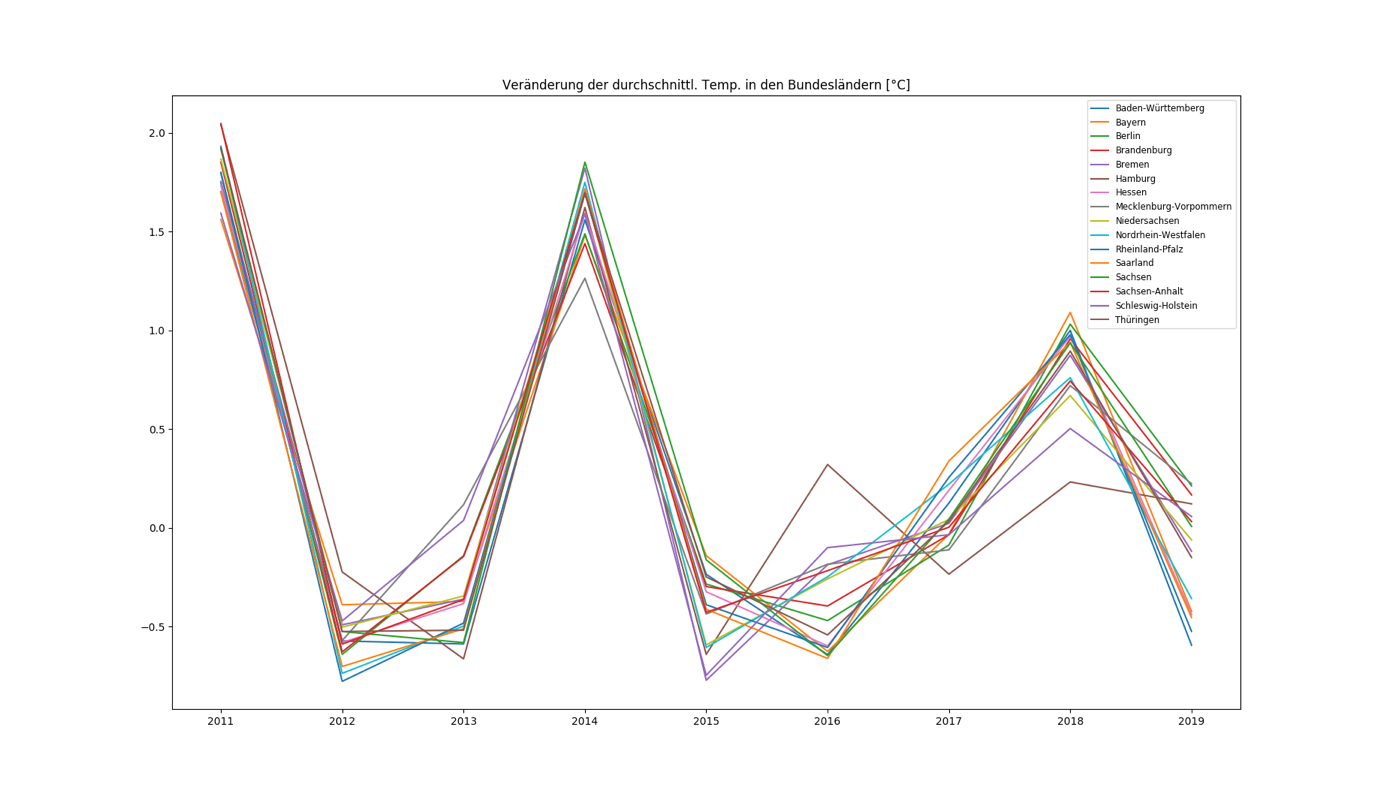 Veränderung der durchschnittl. Temp. in den Bundesländern [°C]
2.0
1.5
1.0
0.5
0.0
−0.5
Baden-Württemberg
Bayern
Berlin
Brandenburg
Bremen
Hamburg
Hessen
Mecklenburg-Vorpommern
Niedersachsen
Nordrhein-Westfalen
Rheinland-Pfalz
Saarland
Sachsen
Sachsen-Anhalt
Schleswig-Holstein
Thüringen
2011 2012 2013 2014 2015 2016 2017 2018 2019